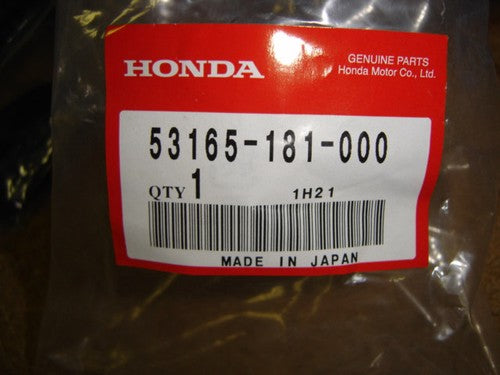 HONDA
GENUINE PARTS
Honda Motor Co., Ltd.
53165-181-000
QTY 1 1H21
MADE IN JAPAN